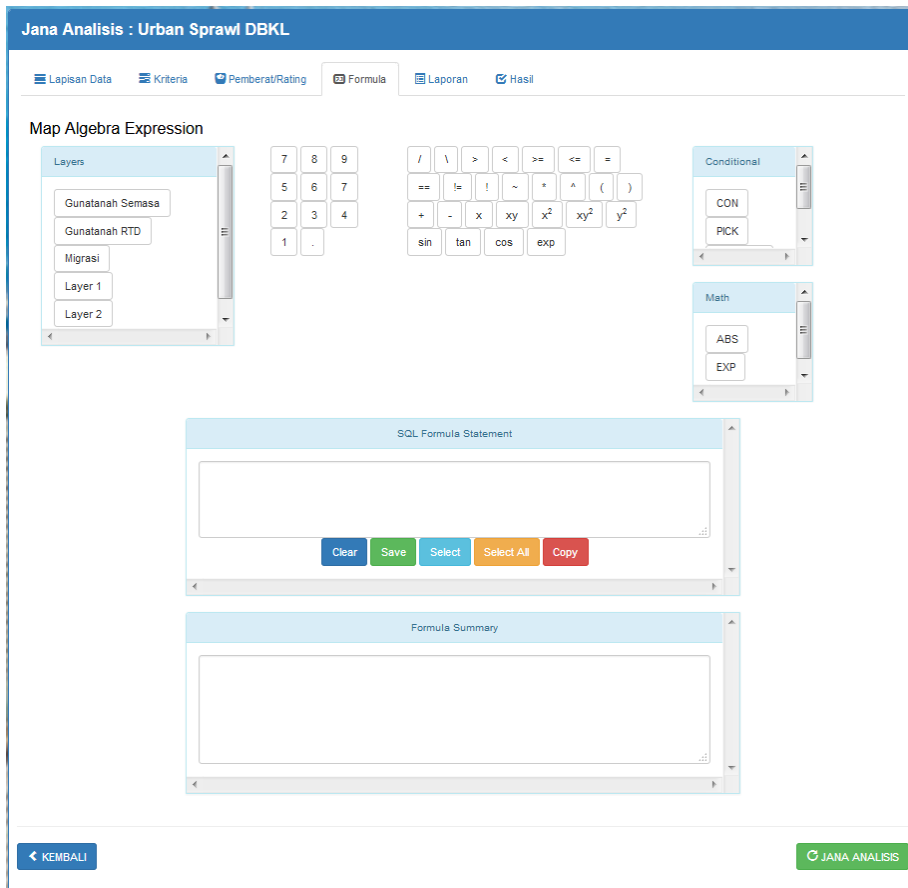 Jana Analisis : Urban Sprawl DBKL
Lapisan Data Kriteria Pemberat/Rating Formula Laporan Hasil
Map Algebra Expression
Layers
Gunatanah Semasa
Gunatanah RTD
Migrasi
Layer 1
Layer 2
7 8 9
5 6 7
2 3 4
1 .
/ \ > < >= <= =
== != ! ~ * ^ ( )
+ - x xy x² xy² y²
sin tan cos exp
Conditional
CON
PICK
Math
ABS
EXP
SQL Formula Statement
Clear Save Select Select All Copy
Formula Summary
KEMBALI JANA ANALISIS